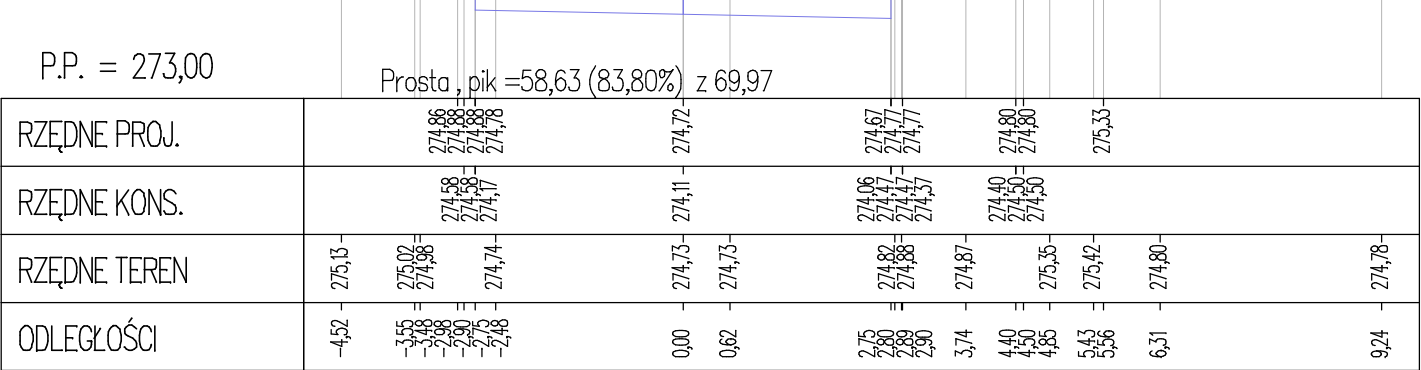 P.P. = 273,00
Prosta , pik =58,63 (83,80%) z 69,97
RZĘDNE PROJ. 274,86 274,88 274,88 274,88 274,78 274,72 274,67 274,77 274,77 274,80 274,80 275,33
RZĘDNE KONS. 274,58 274,58 274,58 274,17 274,11 274,06 274,47 274,47 274,37 274,40 274,50 274,50
RZĘDNE TEREN 275,13 275,02 274,98 274,74 274,73 274,73 274,82 274,88 274,87 275,35 275,42 274,80 274,78
ODLEGŁOŚCI -4,52 -3,55 -3,48 -2,98 -2,90 -2,75 -2,48 0,00 0,62 2,75 2,80 2,89 2,90 3,74 4,40 4,50 4,85 5,43 5,56 6,31 9,24